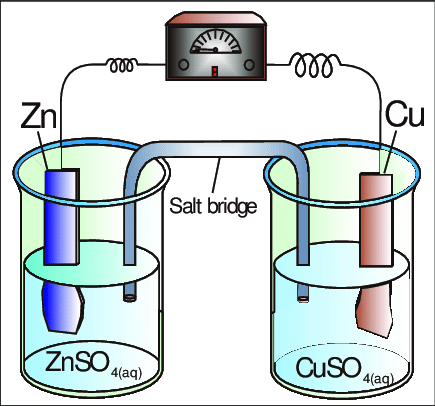 Zn
Cu
Salt bridge
ZnSO4(aq)
CuSO4(aq)